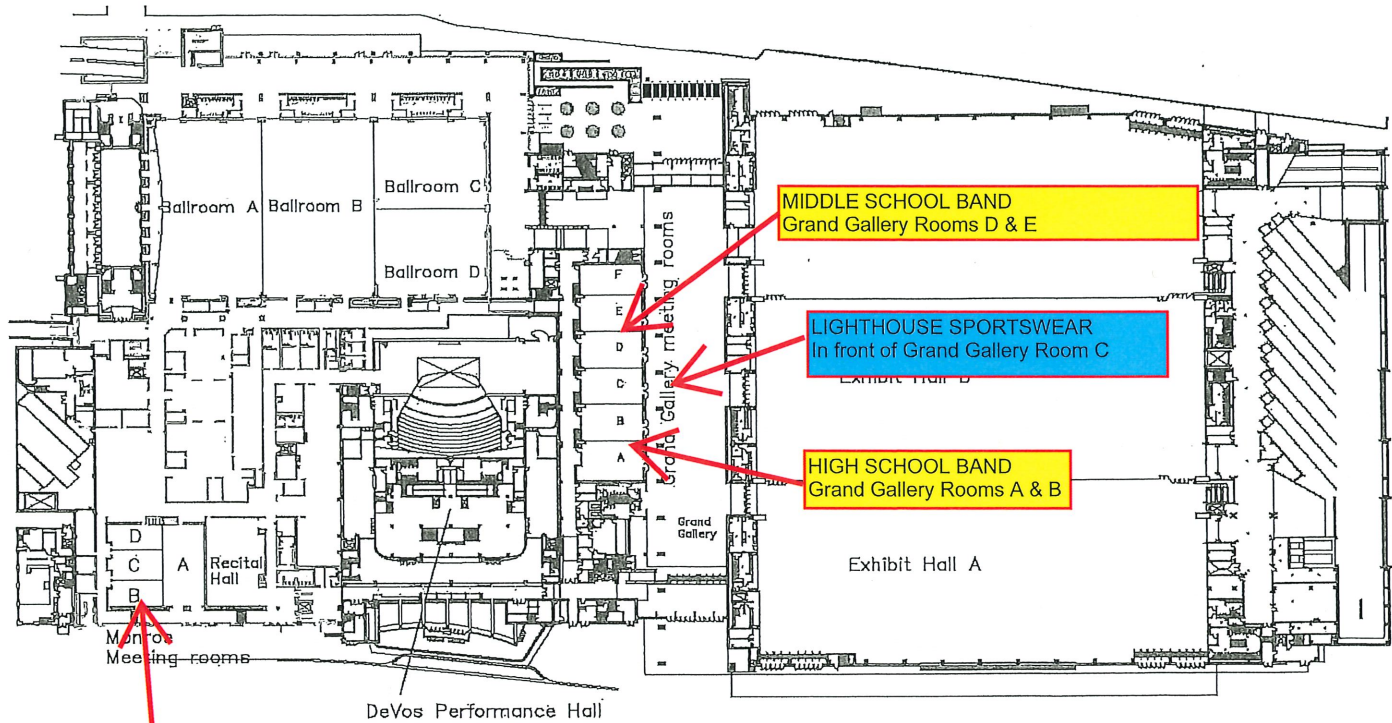 Ballroom A
Ballroom B
Ballroom C
Ballroom D
MIDDLE SCHOOL BAND
Grand Gallery Rooms D & E
F
E
D
C
B
A
Grand Gallery meeting rooms
LIGHTHOUSE SPORTSWEAR
In front of Grand Gallery Room C
HIGH SCHOOL BAND
Grand Gallery Rooms A & B
Grand
Gallery
Exhibit Hall A
D
C
B
A
Recital
Hall
Monroe
Meeting rooms
DeVos Performance Hall